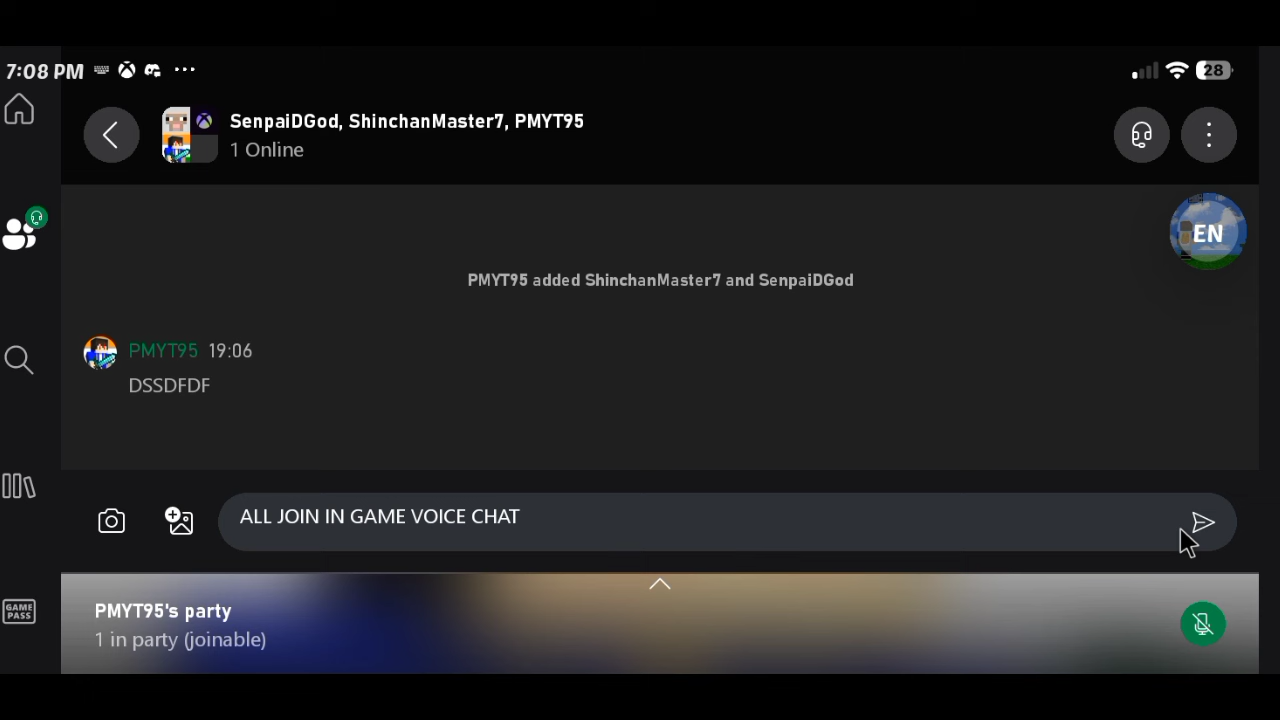 7:08 PM
28
SenpaiDGod, ShinchanMaster7, PMYT95
1 Online
EN
PMYT95 added ShinchanMaster7 and SenpaiDGod
PMYT95 19:06
DSSDFDF
ALL JOIN IN GAME VOICE CHAT
GAME
PASS
PMYT95's party
1 in party (joinable)